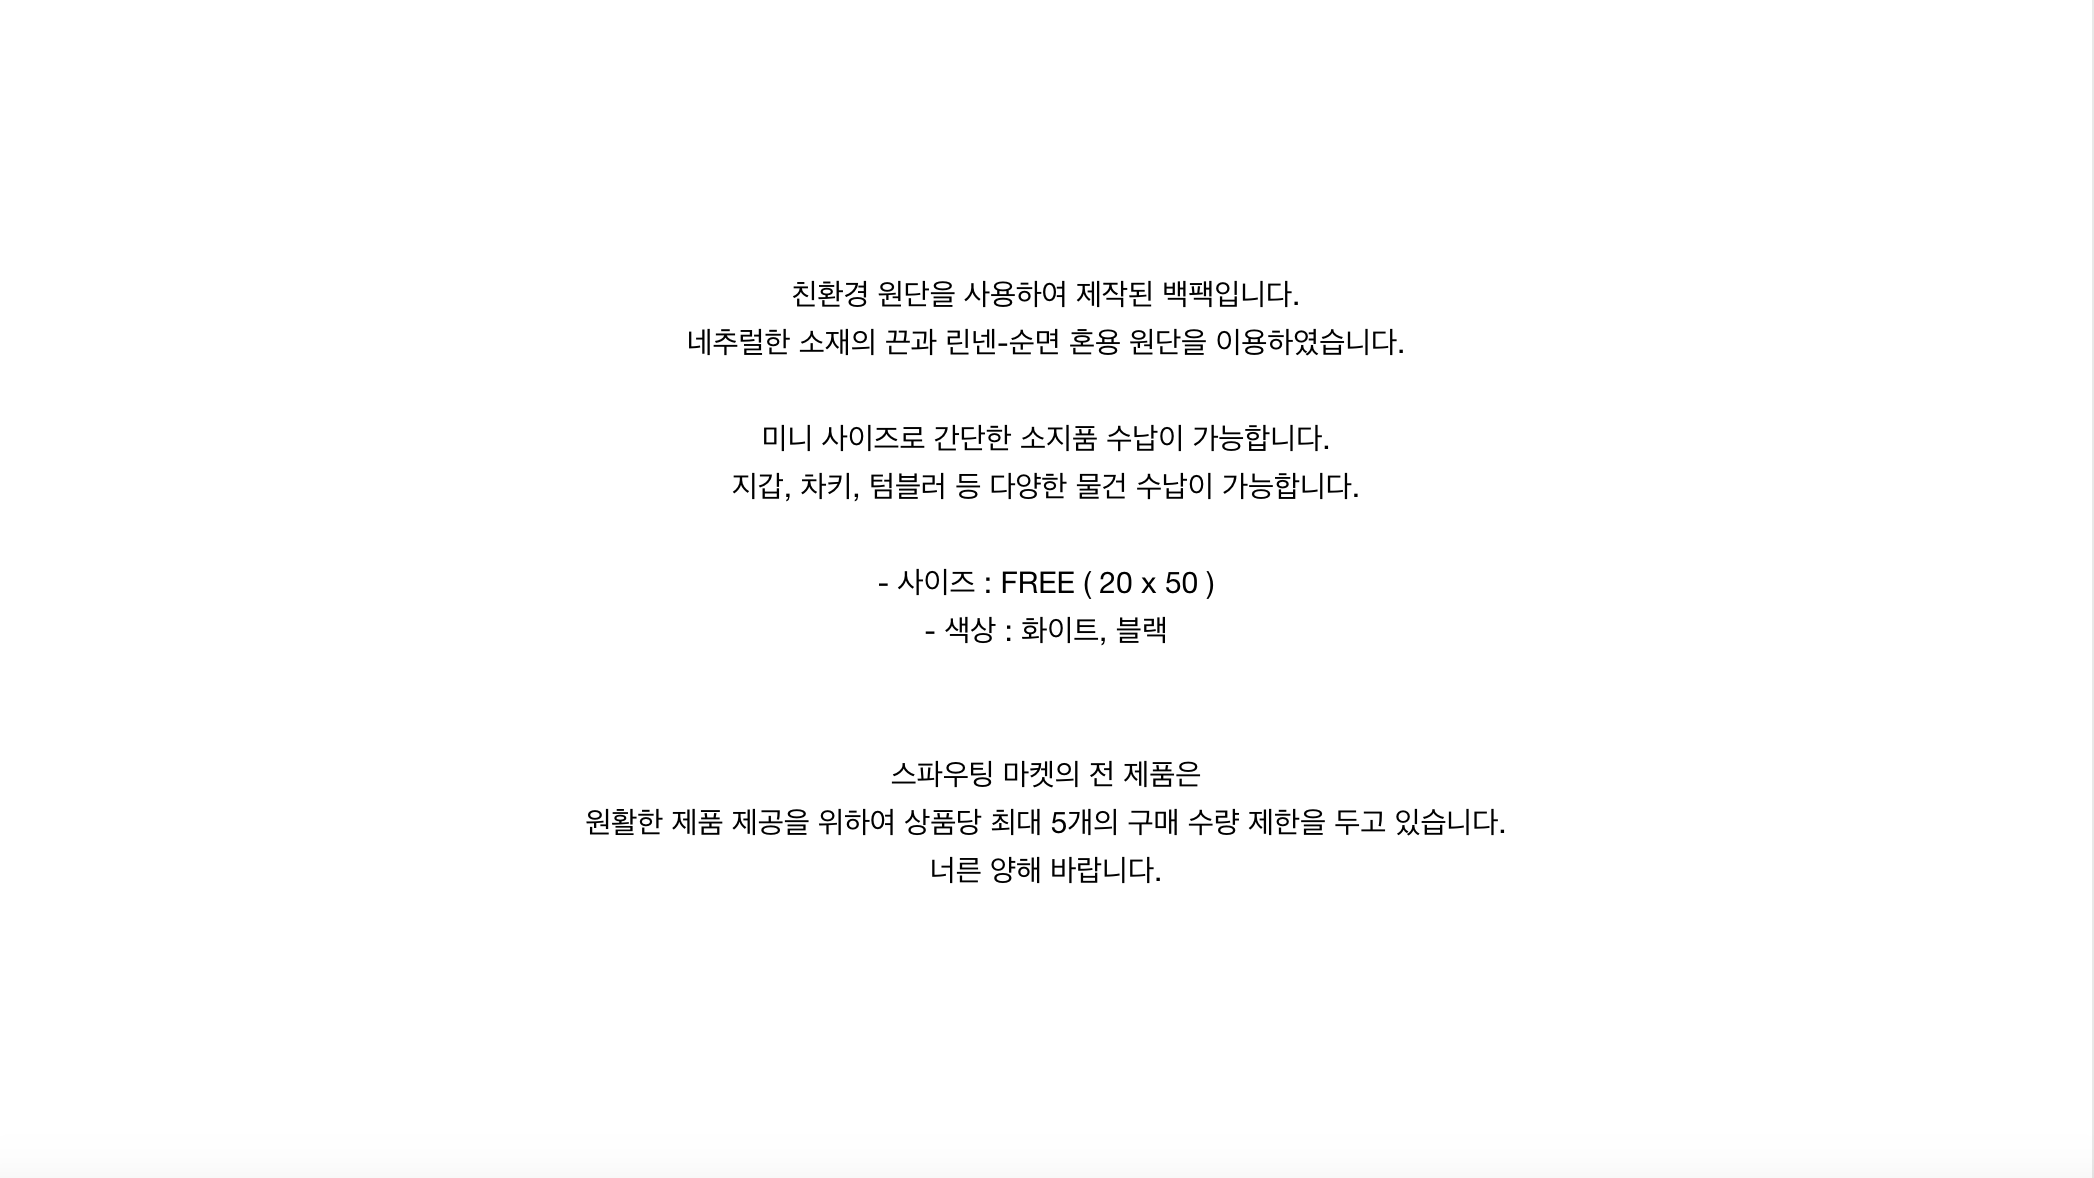 친환경 원단을 사용하여 제작된 백팩입니다.
네추럴한 소재의 끈과 린넨-순면 혼용 원단을 이용하였습니다.
미니 사이즈로 간단한 소지품 수납이 가능합니다.
지갑, 차키, 텀블러 등 다양한 물건 수납이 가능합니다.
- 사이즈 : FREE ( 20 x 50 )
- 색상 : 화이트, 블랙
스파우팅 마켓의 전 제품은
원활한 제품 제공을 위하여 상품당 최대 5개의 구매 수량 제한을 두고 있습니다.
너른 양해 바랍니다.